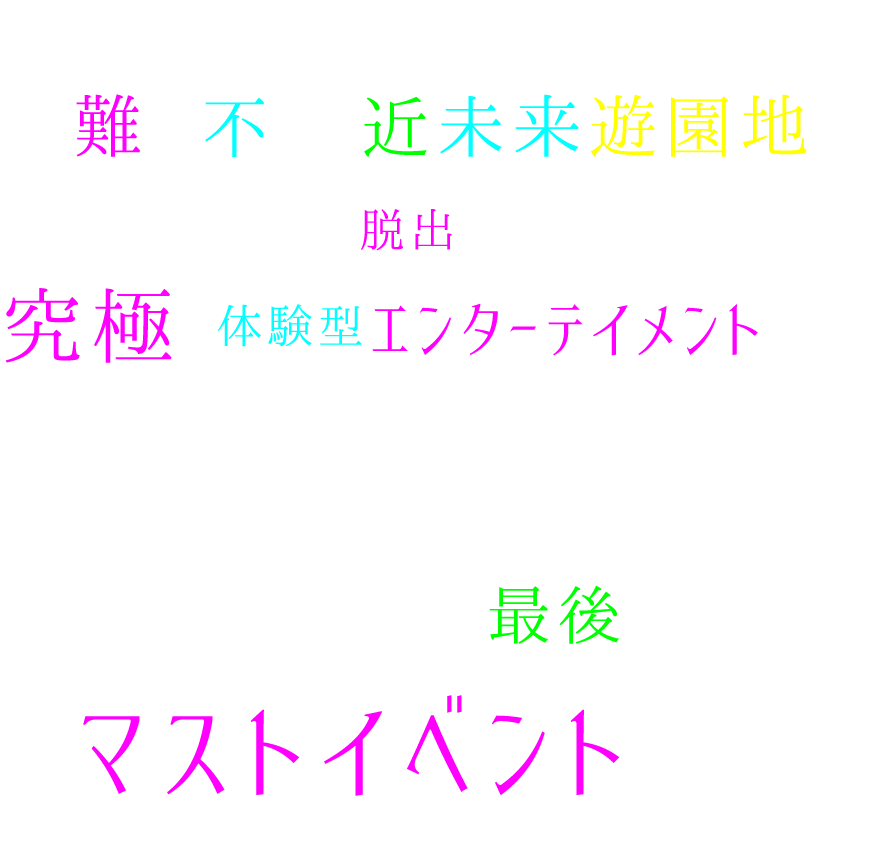 難 不 近未来遊園地
脱出
究極 体験型エンターテイメント
最後
マストイベント